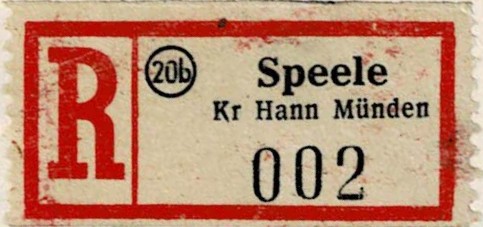 R
20b
Speele
Kr Hann Münden
002